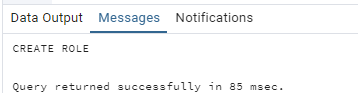 Data Output Messages Notifications
CREATE ROLE
Query returned successfully in 85 msec.